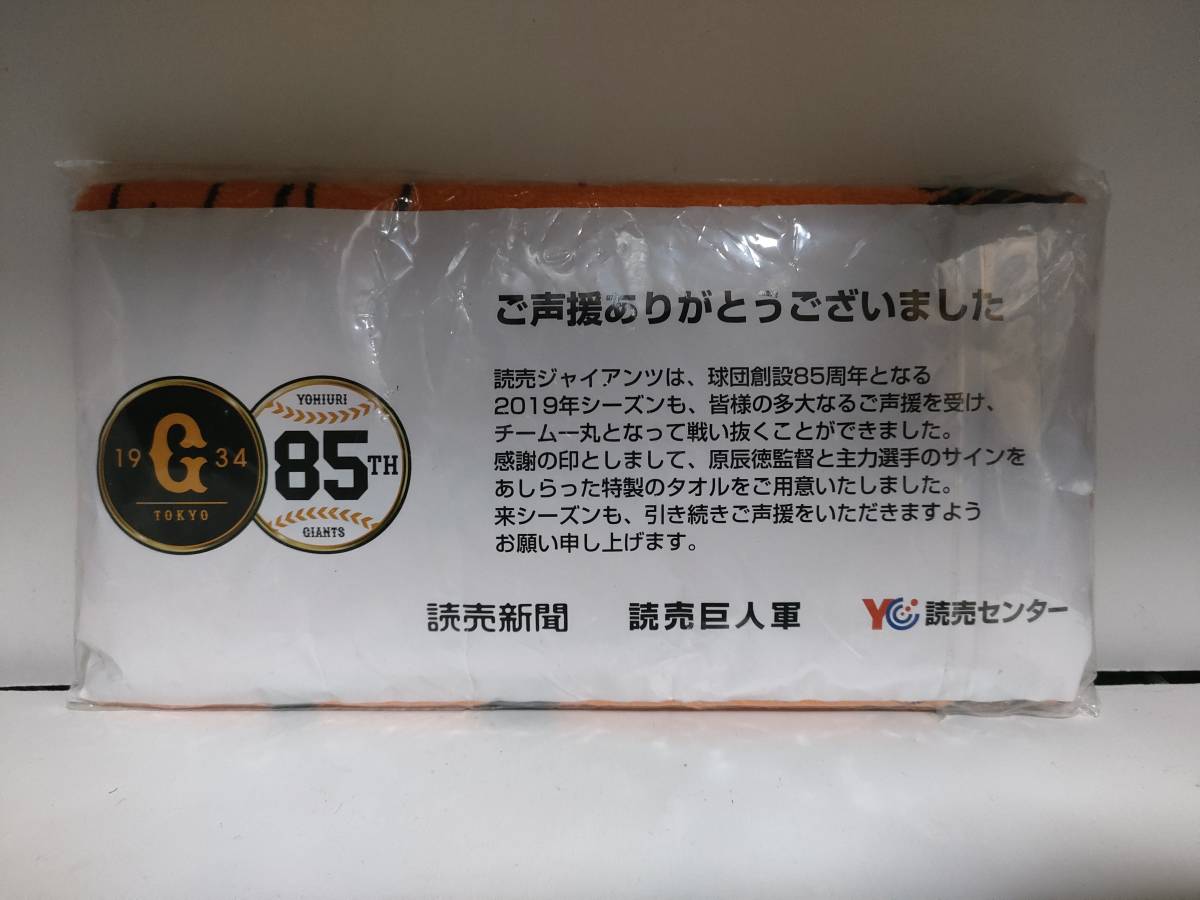 ご声援ありがとうございました
読売ジャイアンツは、球団創設85周年となる
2019年シーズンも、皆様の多大なるご声援を受け、
チーム一丸となって戦い抜くことができました。
感謝の印としまして、原辰徳監督と主力選手のサインを
あしらった特製のタオルをご用意いたしました。
来シーズンも、引き続きご声援をいただきますよう
お願い申し上げます。
19 G 34
TOKYO
YOMIURI
85TH
GIANTS
読売新聞 読売巨人軍 YC 読売センター